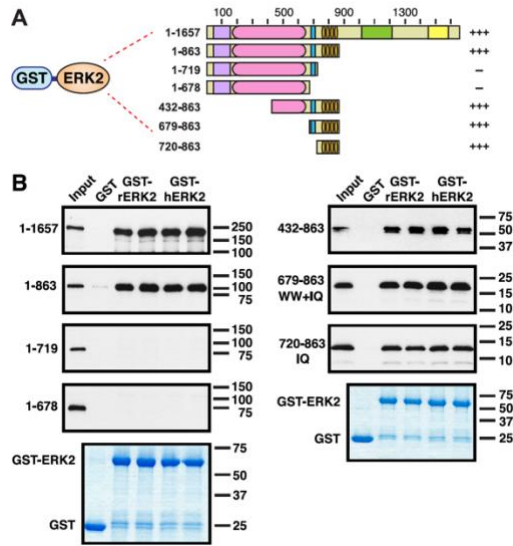 A
100 500 900 1300
1-1657 +++
1-863 +++
1-719 –
1-678 –
432-863 +++
679-863 +++
720-863 +++
GST ERK2
B
Input GST GST-rERK2 GST-hERK2
1-1657 250 150 100
1-863 150 100 75
1-719 150 100 75
1-678 150 100 75
GST-ERK2 75 50 37
GST 25
Input GST GST-rERK2 GST-hERK2
432-863 75 50 37
679-863 WW+IQ 25 15 10
720-863 IQ 25 15 10
GST-ERK2 75 50 37
GST 25